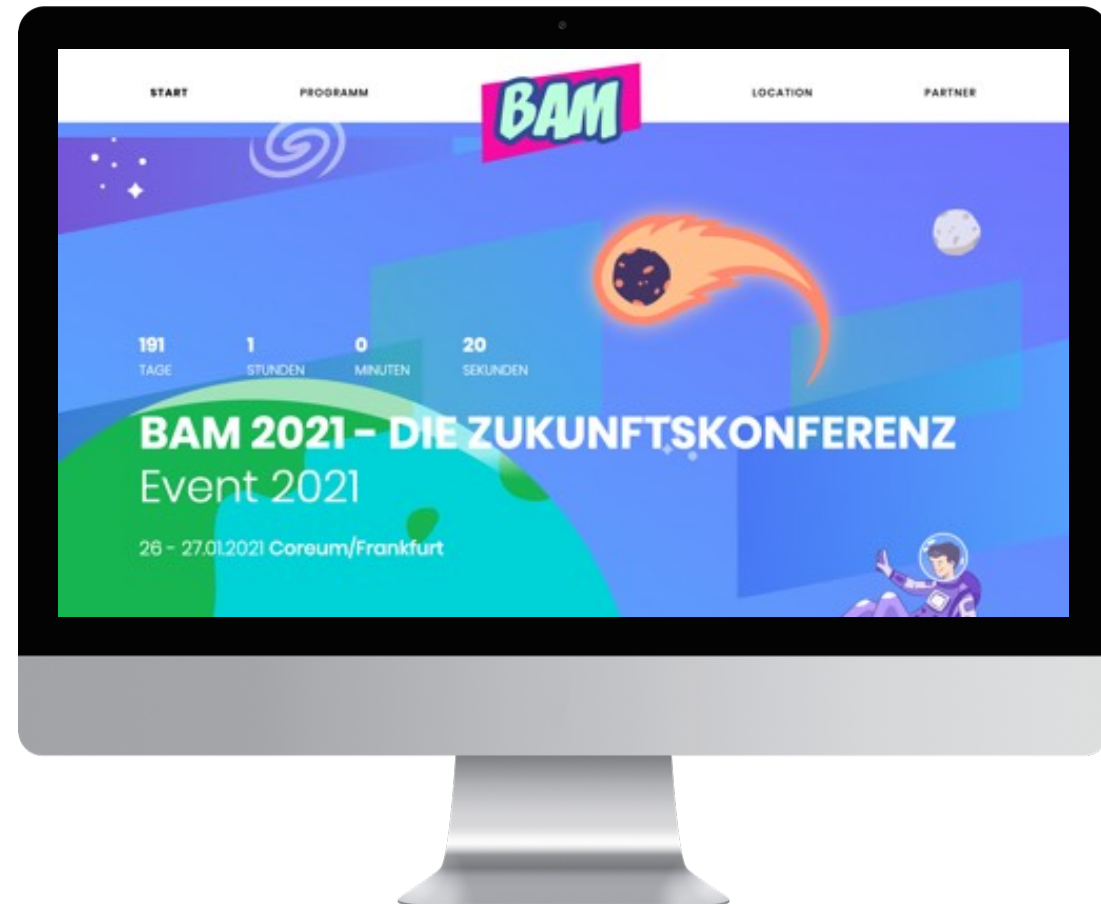 START PROGRAMM BAM LOCATION PARTNER
191 1 0 20
TAGE STUNDEN MINUTEN SEKUNDEN
BAM 2021 - DIE ZUKUNFTSKONFERENZ
Event 2021
26 - 27.01.2021 Coreum/Frankfurt